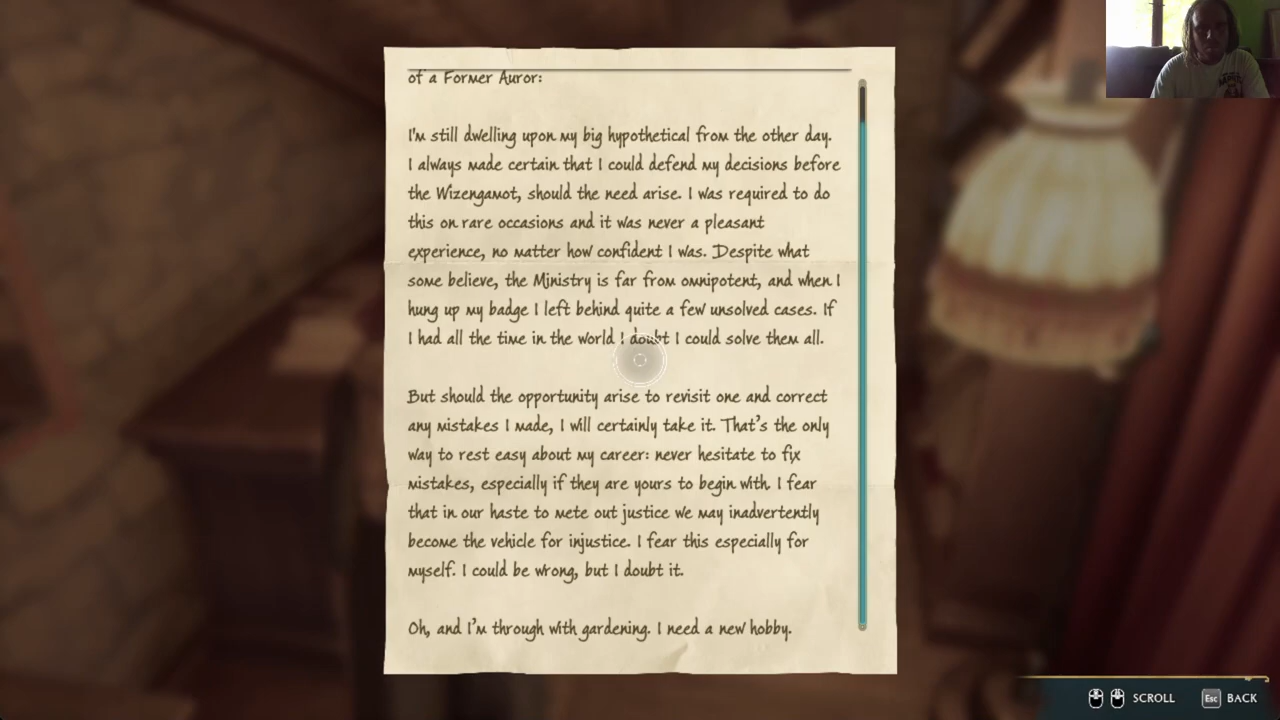 of a Former Auror:
I'm still dwelling upon my big hypothetical from the other day.
I always made certain that I could defend my decisions before
the Wizengamot, should the need arise. I was required to do
this on rare occasions and it was never a pleasant
experience, no matter how confident I was. Despite what
some believe, the Ministry is far from omnipotent, and when I
hung up my badge I left behind quite a few unsolved cases. If
I had all the time in the world I doubt I could solve them all.
But should the opportunity arise to revisit one and correct
any mistakes I made, I will certainly take it. That's the only
way to rest easy about my career: never hesitate to fix
mistakes, especially if they are yours to begin with. I fear
that in our haste to mete out justice we may inadvertently
become the vehicle for injustice. I fear this especially for
myself. I could be wrong, but I doubt it.
Oh, and I'm through with gardening. I need a new hobby.
SCROLL
Esc BACK